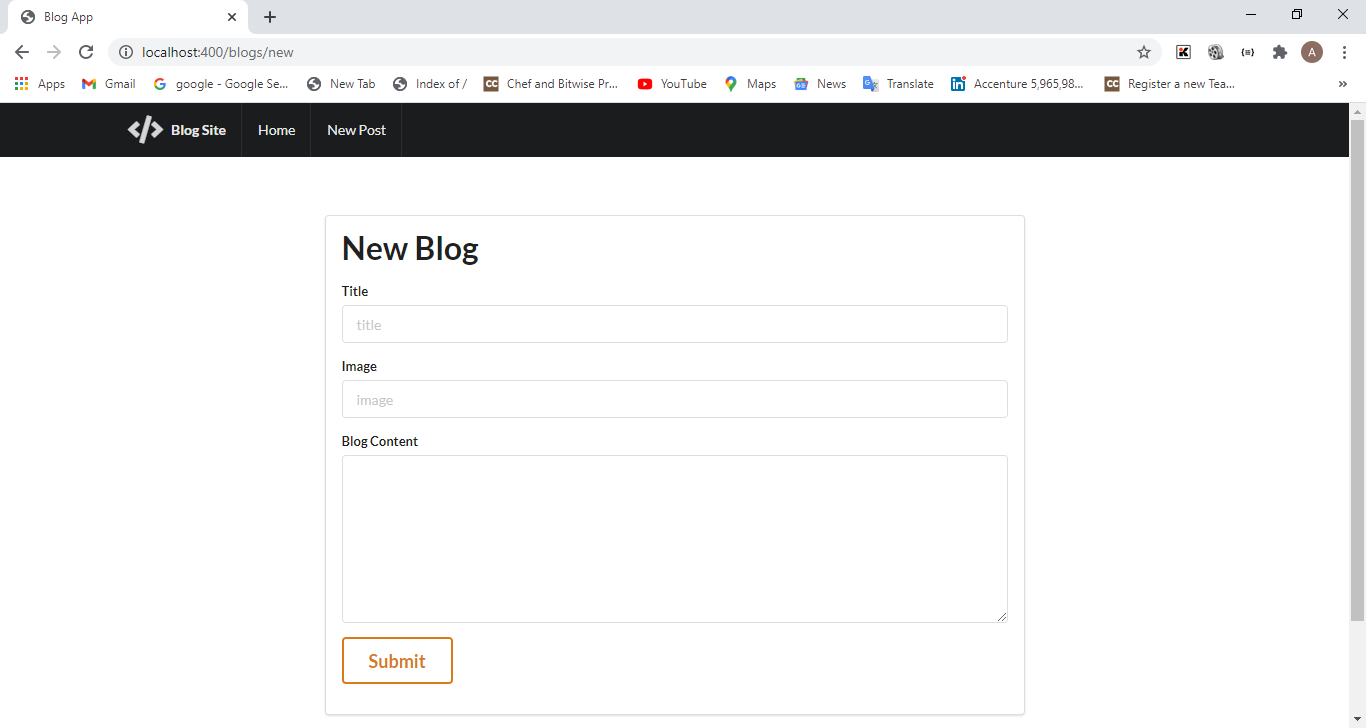 Blog App
localhost:400/blogs/new
A
Apps Gmail google - Google Se... New Tab Index of / CC Chef and Bitwise Pr... YouTube Maps News Translate Accenture 5,965,98... CC Register a new Tea... »
</> Blog Site Home New Post
New Blog
Title
title
Image
image
Blog Content
Submit